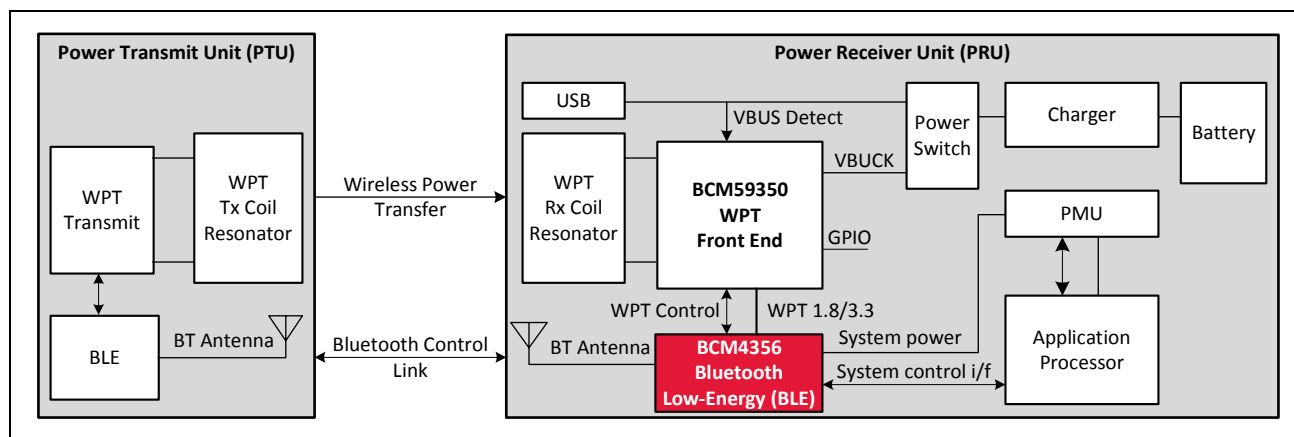 Power Transmit Unit (PTU)
WPT
Transmit
WPT
Tx Coil
Resonator
BLE
BT Antenna
Wireless Power
Transfer
Bluetooth Control
Link
Power Receiver Unit (PRU)
USB
VBUS Detect
Power
Switch
Charger
Battery
WPT
Rx Coil
Resonator
BCM59350
WPT
Front End
VBUCK
GPIO
PMU
WPT Control
WPT 1.8/3.3
BT Antenna
BCM4356
Bluetooth
Low-Energy (BLE)
System power
System control i/f
Application
Processor